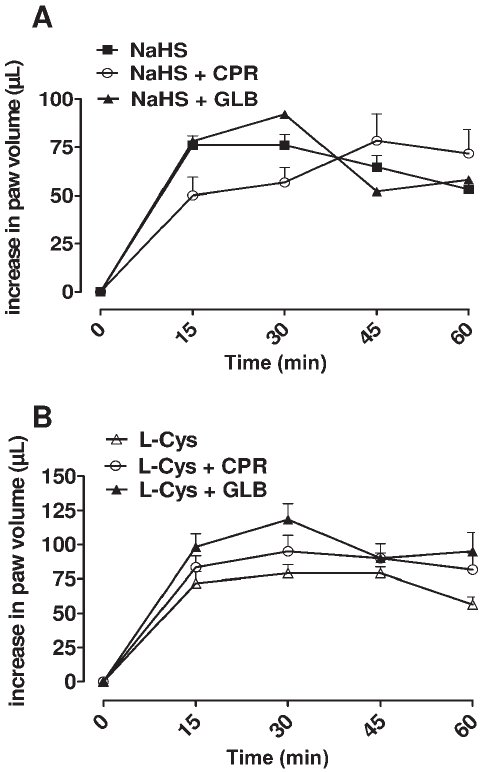 A
NaHS
NaHS + CPR
NaHS + GLB
increase in paw volume (µL)
100
75
50
25
0
0 15 30 45 60
Time (min)
B
L-Cys
L-Cys + CPR
L-Cys + GLB
increase in paw volume (µL)
150
125
100
75
50
25
0
0 15 30 45 60
Time (min)